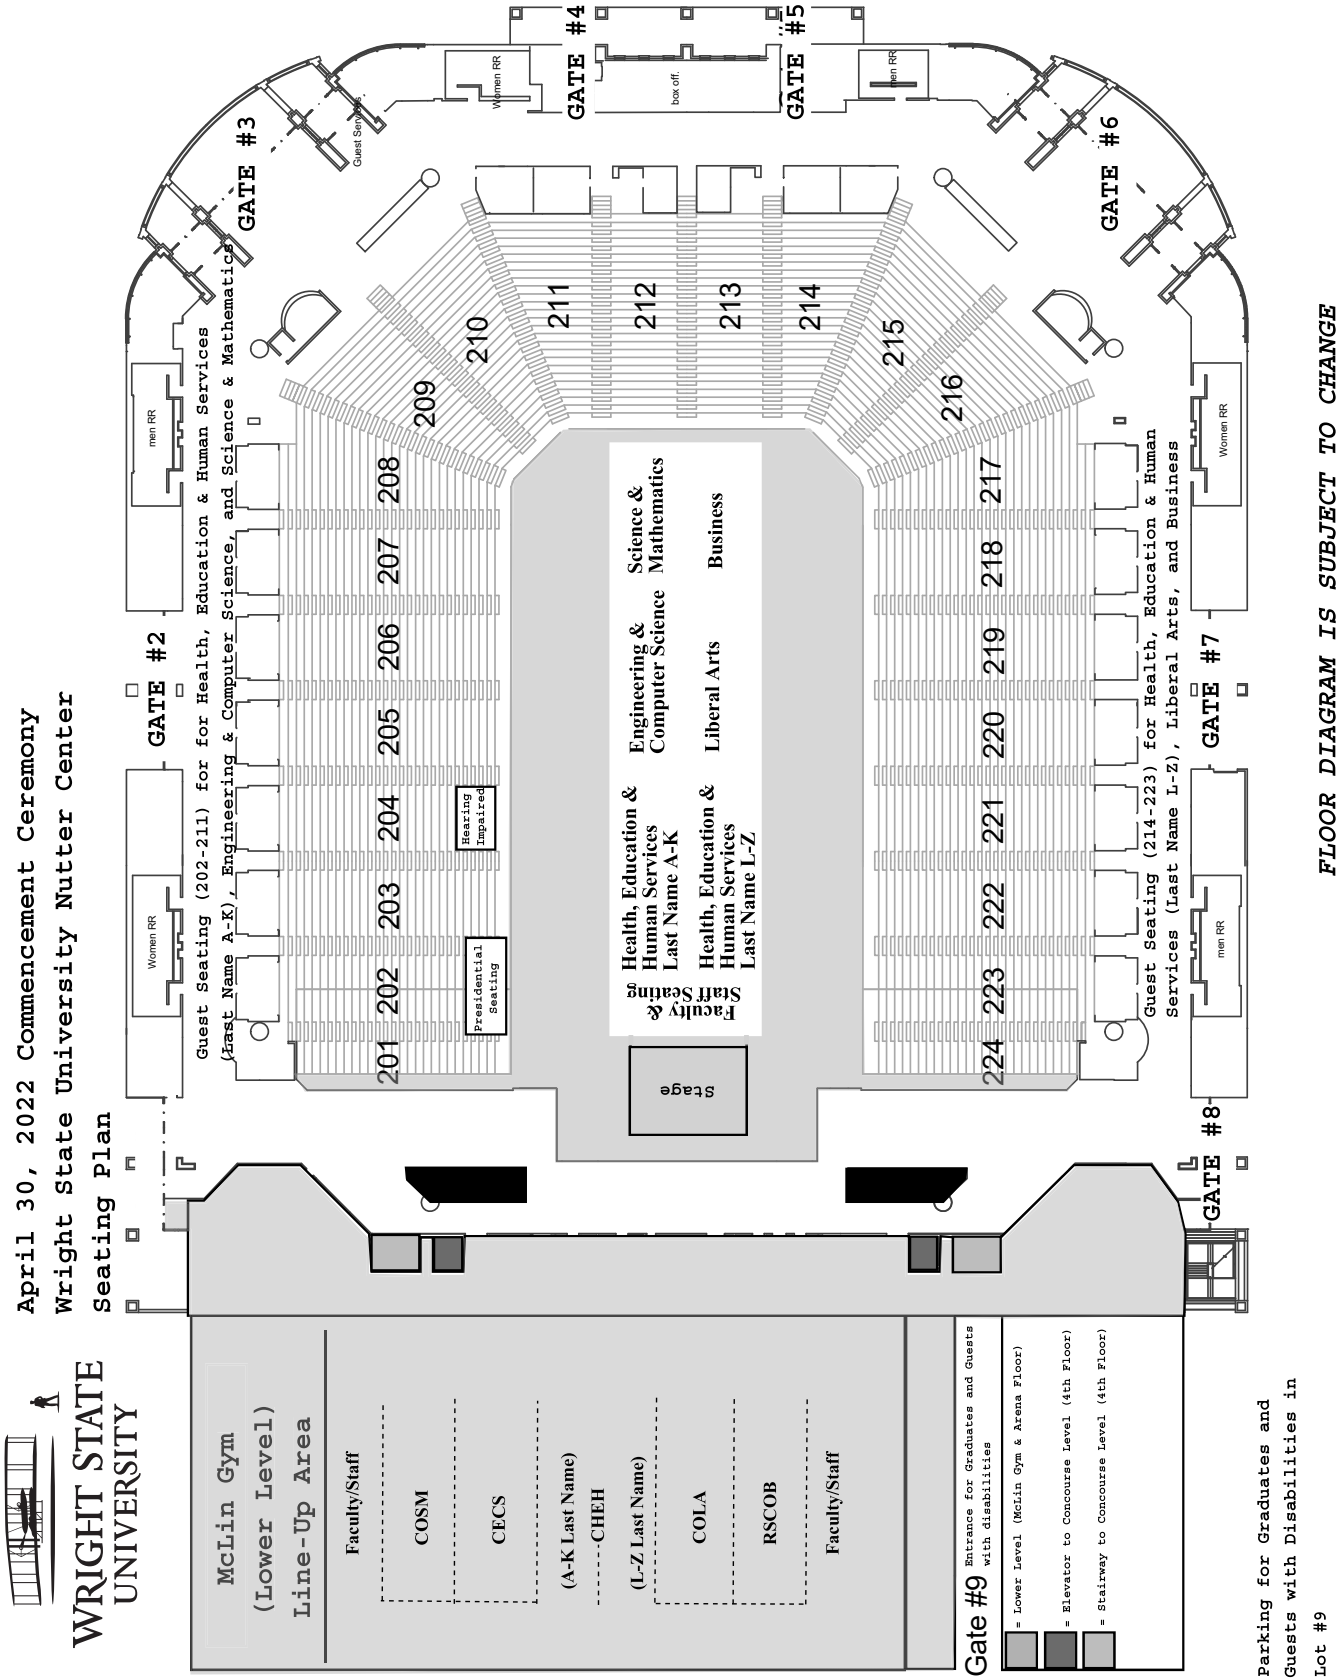 April 30, 2022 Commencement Ceremony
Wright State University Nutter Center
Seating Plan
WRIGHT STATE
UNIVERSITY
GATE #2
GATE #3
GATE #4
GATE #5
GATE #6
GATE #7
GATE #8
Women RR
men RR
Guest Services
Women RR
box off.
men RR
Women RR
men RR
Guest Seating (202-211) for for Health, Education & Human Services
(Last Name A-K), Engineering & Computer Science, and Science & Mathematics
201
202
203
204
205
206
207
208
209
210
211
212
213
214
215
216
217
218
219
220
221
222
223
224
Presidential
Seating
Hearing
Impaired
Stage
Faculty &
Staff Seating
Health, Education &
Human Services
Last Name A-K
Engineering &
Computer Science
Science &
Mathematics
Health, Education &
Human Services
Last Name L-Z
Liberal Arts
Business
Guest Seating (214-223) for Health, Education & Human
Services (Last Name L-Z), Liberal Arts, and Business
McLin Gym
(Lower Level)
Line-Up Area
Faculty/Staff
COSM
CECS
(A-K Last Name)
CHEH
(L-Z Last Name)
COLA
RSCOB
Faculty/Staff
Gate #9 Entrance for Graduates and Guests
with disabilities
= Lower Level (McLin Gym & Arena Floor)
= Elevator to Concourse Level (4th Floor)
= Stairway to Concourse Level (4th Floor)
Parking for Graduates and
Guests with Disabilities in
Lot #9
FLOOR DIAGRAM IS SUBJECT TO CHANGE